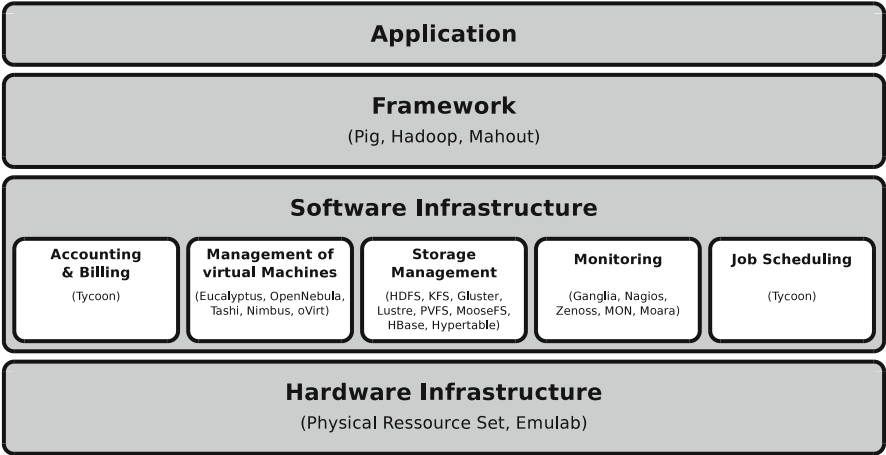 Application
Framework
(Pig, Hadoop, Mahout)
Software Infrastructure
Accounting
& Billing
(Tycoon)
Management of
virtual Machines
(Eucalyptus, OpenNebula,
Tashi, Nimbus, oVirt)
Storage
Management
(HDFS, KFS, Gluster,
Lustre, PVFS, MooseFS,
HBase, Hypertable)
Monitoring
(Ganglia, Nagios,
Zenoss, MON, Moara)
Job Scheduling
(Tycoon)
Hardware Infrastructure
(Physical Ressource Set, Emulab)